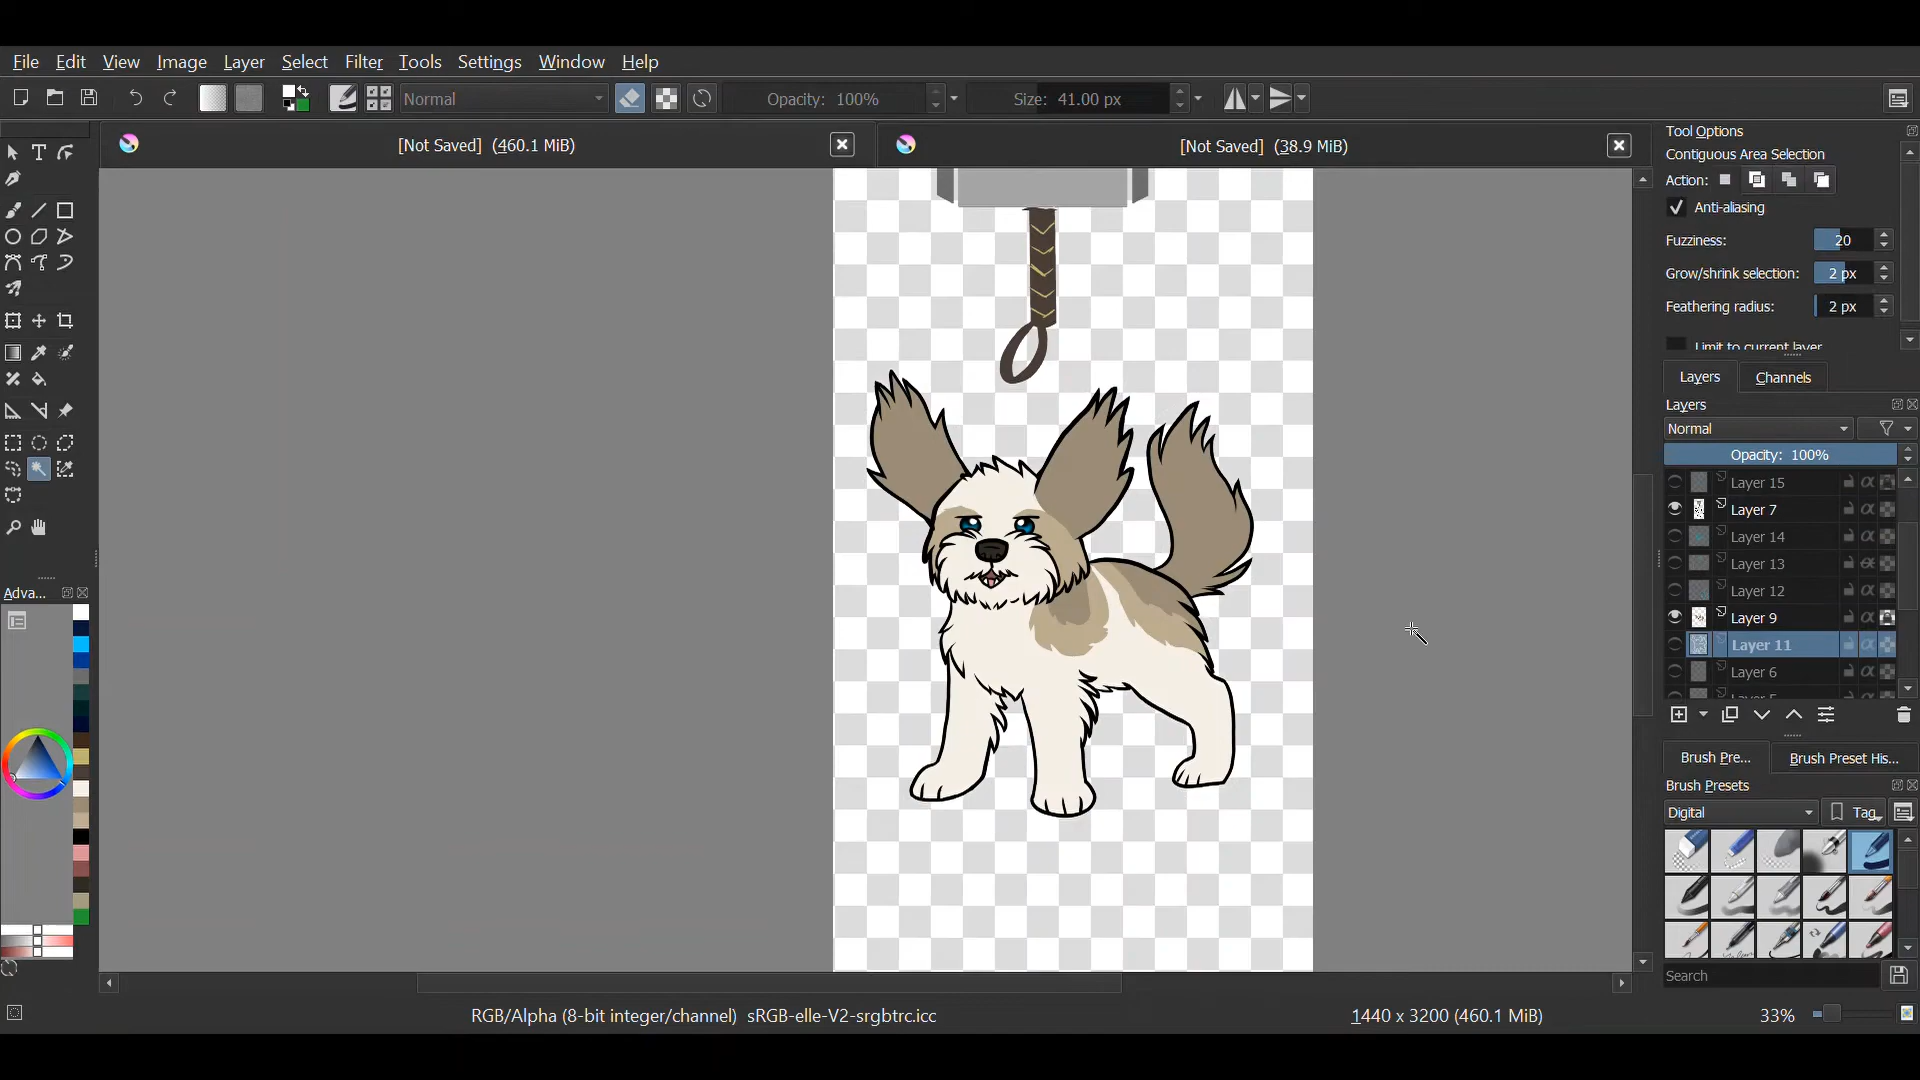 File Edit View Image Layer Select Filter Tools Settings Window Help
Normal
Opacity: 100%
Size: 41.00 px
[Not Saved] (460.1 MiB)
[Not Saved] (38.9 MiB)
Tool Options
Contiguous Area Selection
Action:
Anti-aliasing
Fuzziness: 20
Grow/shrink selection: 2 px
Feathering radius: 2 px
Limit to current layer
Layers Channels
Layers
Normal
Opacity: 100%
Layer 15
Layer 7
Layer 14
Layer 13
Layer 12
Layer 9
Layer 11
Layer 6
Layer 5
Adva...
Brush Pre... Brush Preset His...
Brush Presets
Digital
Tag
Search
RGB/Alpha (8-bit integer/channel) sRGB-elle-V2-srgbtrc.icc
1440 x 3200 (460.1 MiB)
33%